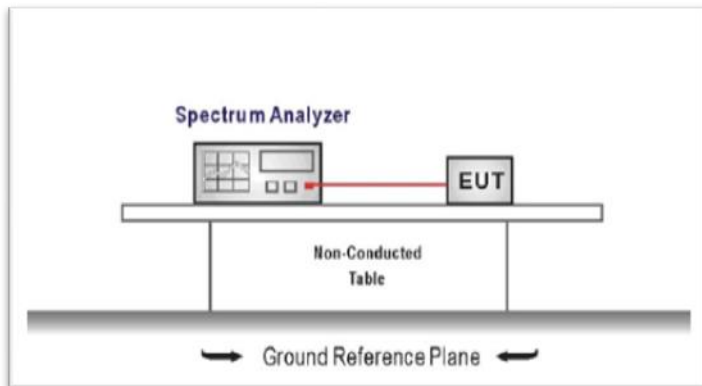 Spectrum Analyzer
EUT
Non-Conducted
Table
Ground Reference Plane